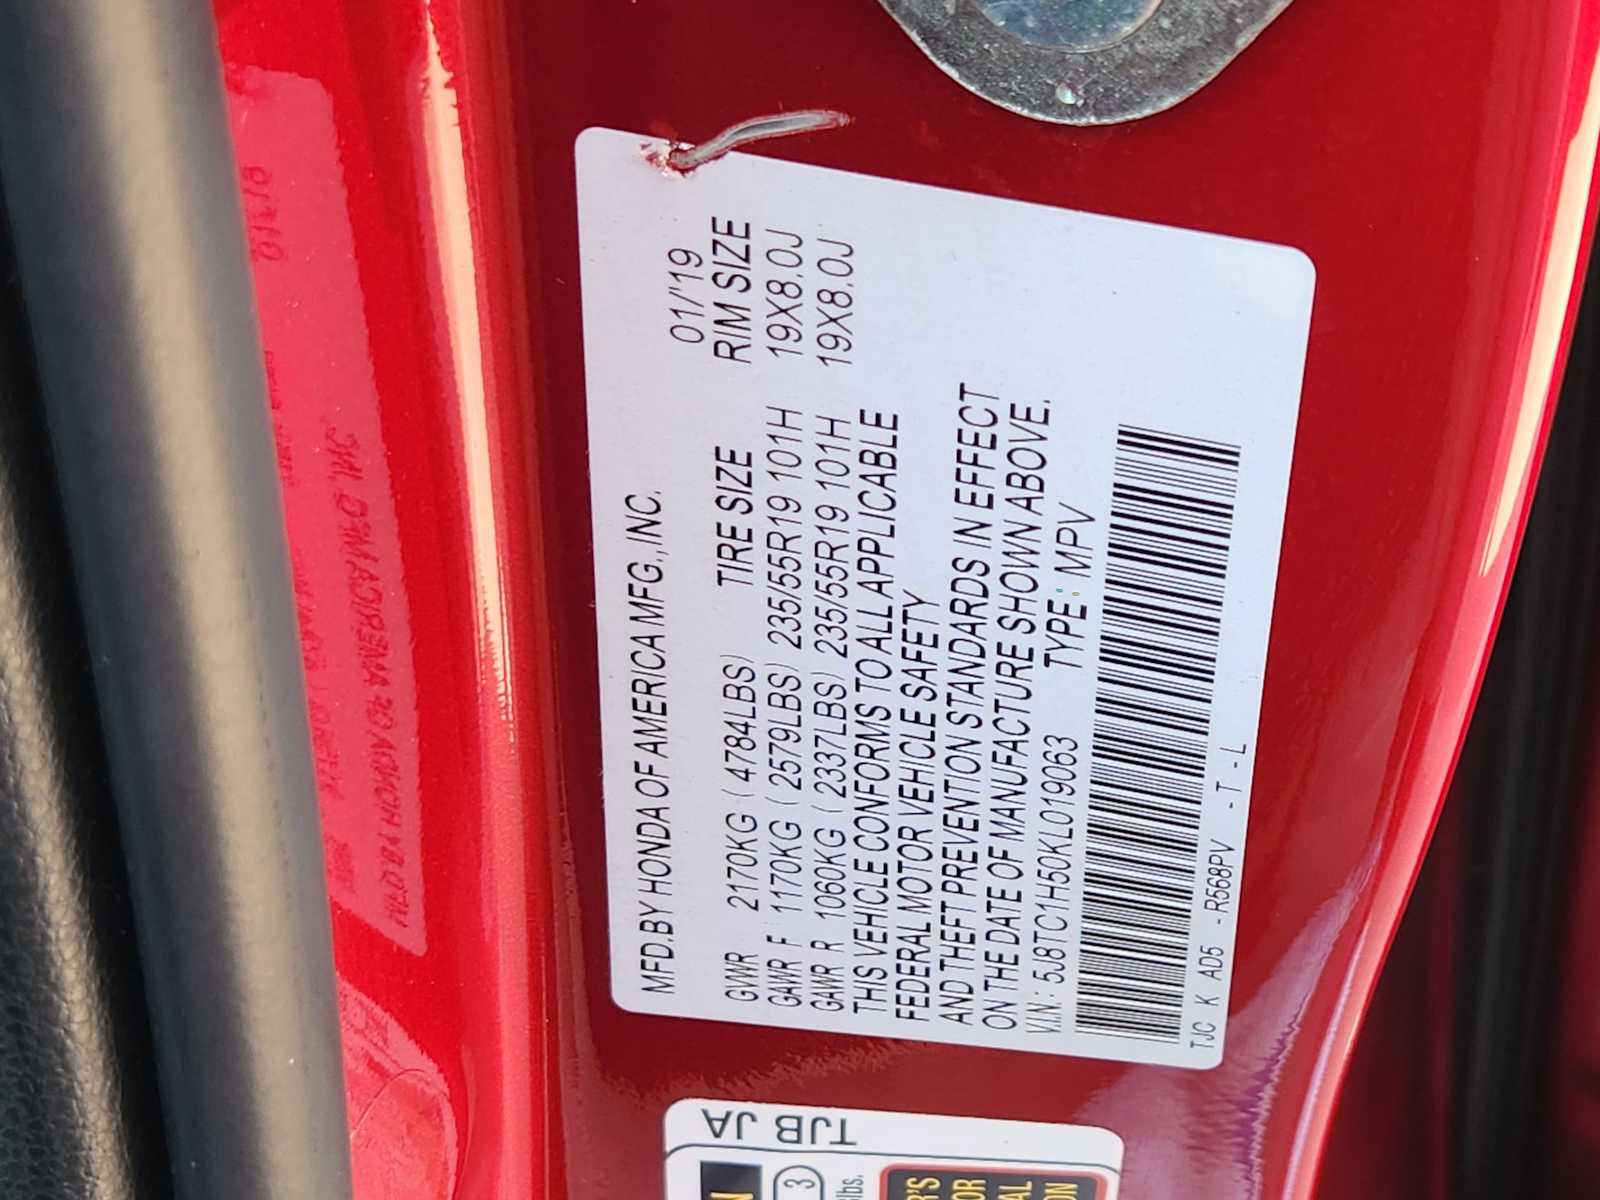 MFD.BY HONDA OF AMERICA MFG.,INC.
01/'19
GVWR 2170KG ( 4784LBS) TIRE SIZE RIM SIZE
GAWR F 1170KG ( 2579LBS) 235/55R19 101H 19X8.0J
GAWR R 1060KG ( 2337LBS) 235/55R19 101H 19X8.0J
THIS VEHICLE CONFORMS TO ALL APPLICABLE
FEDERAL MOTOR VEHICLE SAFETY
AND THEFT PREVENTION STANDARDS IN EFFECT
ON THE DATE OF MANUFACTURE SHOWN ABOVE.
V.I.N.: 5J8TC1H50KL019063 TYPE: MPV
TJC K AD5 -R568PV -T -L
TJB JA
3
lbs.